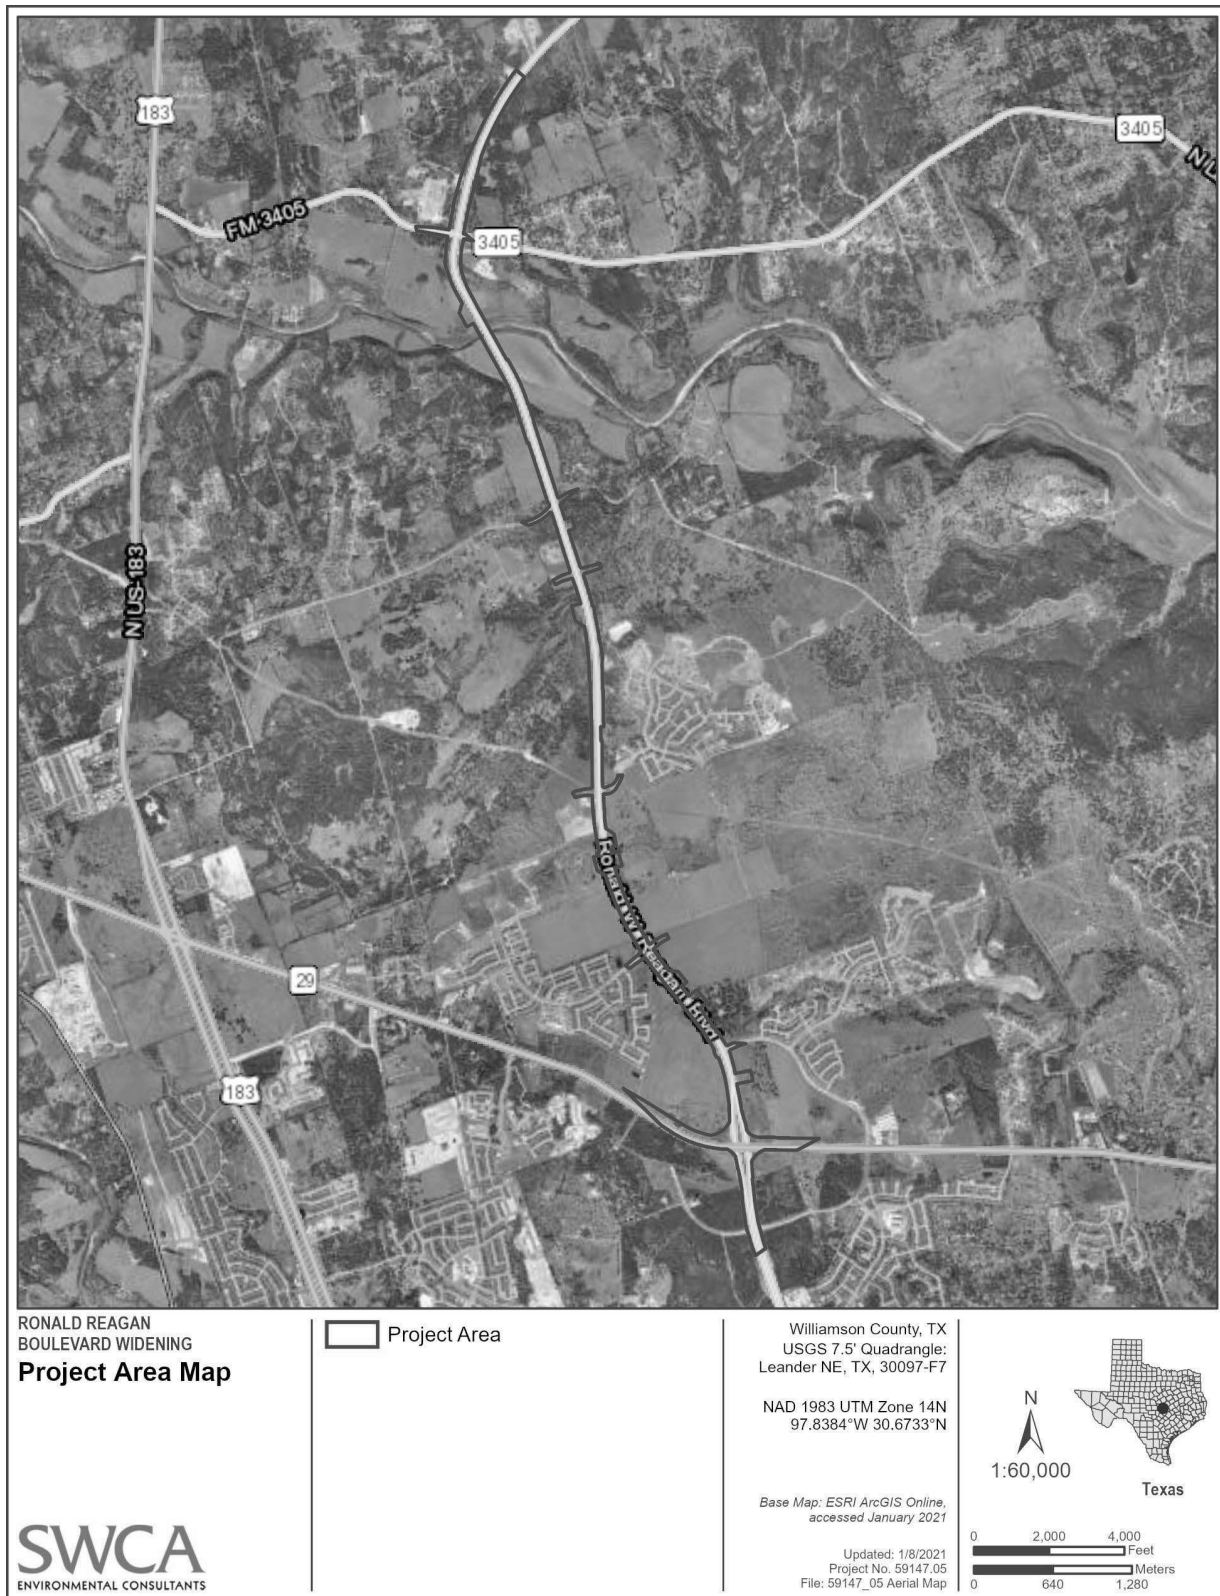 183
3405
N L
FM-3405
3405
N US-183
Ronald W Reagan Blvd
29
183
RONALD REAGAN
BOULEVARD WIDENING
Project Area Map
Project Area
Williamson County, TX
USGS 7.5' Quadrangle:
Leander NE, TX, 30097-F7
NAD 1983 UTM Zone 14N
97.8384°W 30.6733°N
Base Map: ESRI ArcGIS Online,
accessed January 2021
Updated: 1/8/2021
Project No. 59147.05
File: 59147_05 Aerial Map
N
1:60,000
Texas
0 2,000 4,000
Feet
Meters
0 640 1,280
SWCA
ENVIRONMENTAL CONSULTANTS